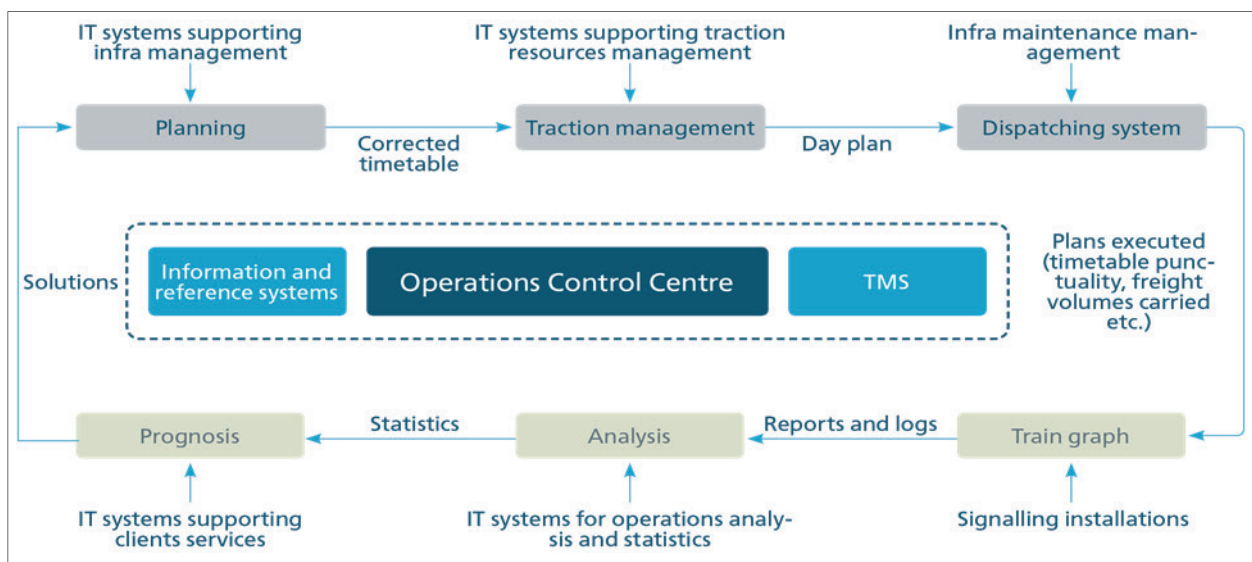 IT systems supporting
infra management
IT systems supporting traction
resources management
Infra maintenance man-
agement
Planning
Corrected
timetable
Traction management
Day plan
Dispatching system
Solutions
Information and
reference systems
Operations Control Centre
TMS
Plans executed
(timetable punc-
tuality, freight
volumes carried
etc.)
Prognosis
Statistics
Analysis
Reports and logs
Train graph
IT systems supporting
clients services
IT systems for operations analy-
sis and statistics
Signalling installations